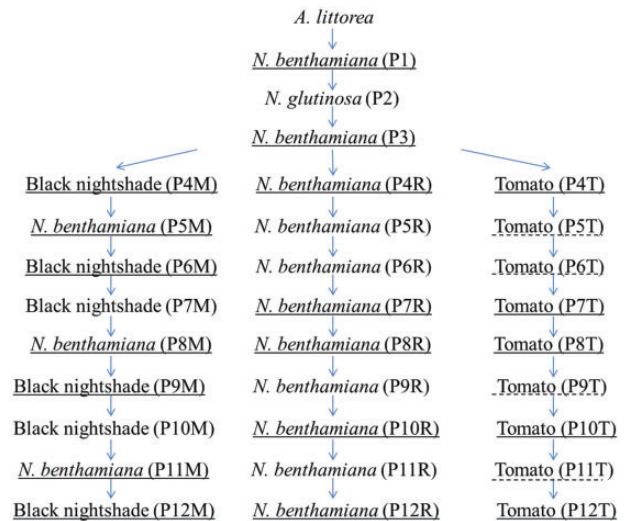 A. littorea
N. benthamiana (P1)
N. glutinosa (P2)
N. benthamiana (P3)
Black nightshade (P4M) N. benthamiana (P4R) Tomato (P4T)
N. benthamiana (P5M) N. benthamiana (P5R) Tomato (P5T)
Black nightshade (P6M) N. benthamiana (P6R) Tomato (P6T)
Black nightshade (P7M) N. benthamiana (P7R) Tomato (P7T)
N. benthamiana (P8M) N. benthamiana (P8R) Tomato (P8T)
Black nightshade (P9M) N. benthamiana (P9R) Tomato (P9T)
Black nightshade (P10M) N. benthamiana (P10R) Tomato (P10T)
N. benthamiana (P11M) N. benthamiana (P11R) Tomato (P11T)
Black nightshade (P12M) N. benthamiana (P12R) Tomato (P12T)